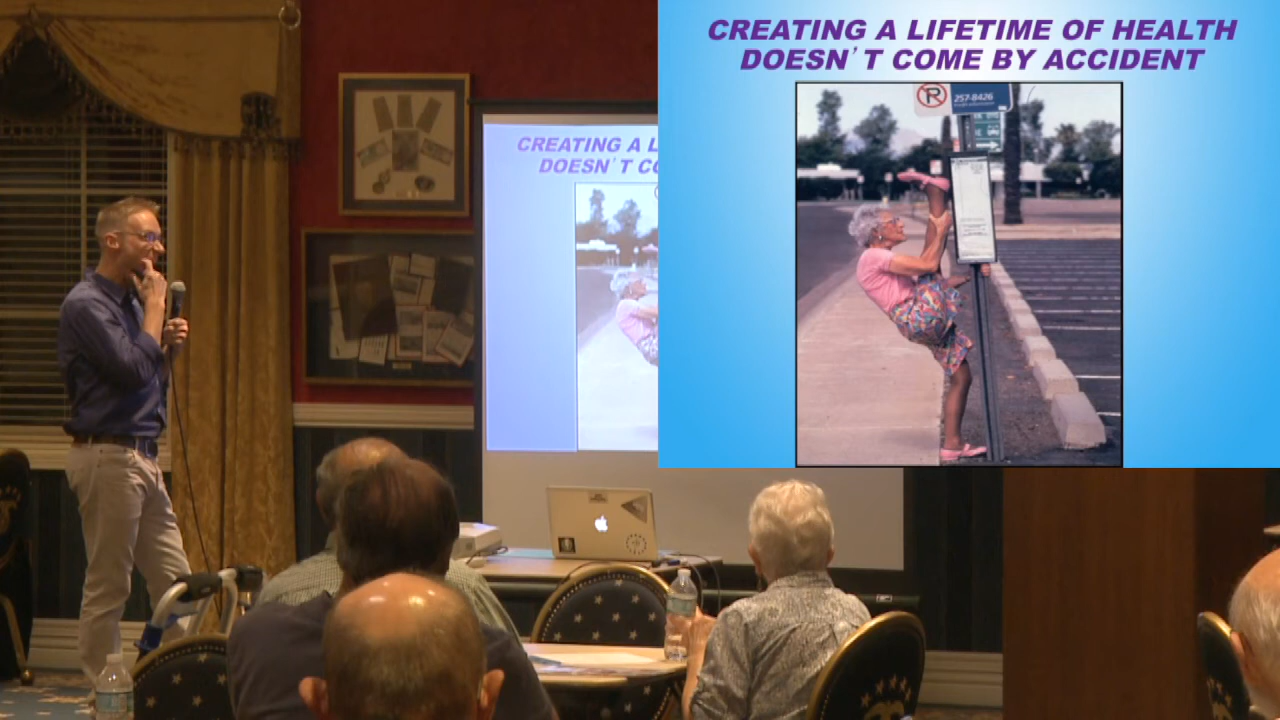 CREATING A LIFETIME OF HEALTH
DOESN'T COME BY ACCIDENT
257-8426
CREATING A L
DOESN'T CO